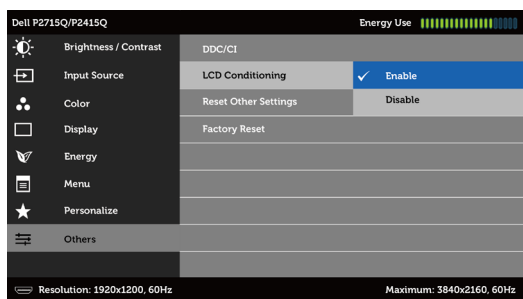 Dell P2715Q/P2415Q Energy Use
Brightness / Contrast DDC/CI
Input Source LCD Conditioning Enable
Color Reset Other Settings Disable
Display Factory Reset
Energy
Menu
Personalize
Others
Resolution: 1920x1200, 60Hz Maximum: 3840x2160, 60Hz